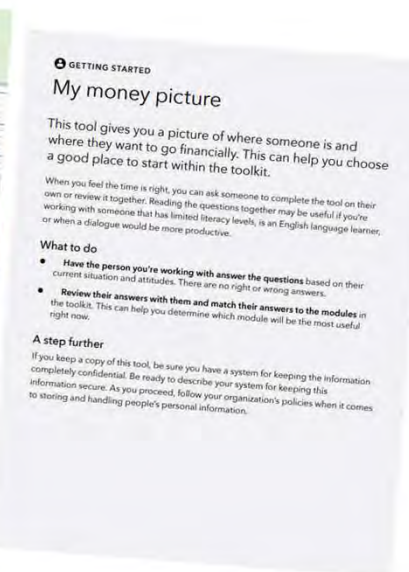 GETTING STARTED
My money picture
This tool gives you a picture of where someone is and
where they want to go financially. This can help you choose
a good place to start within the toolkit.
When you feel the time is right, you can ask someone to complete the tool on their
own or review it together. Reading the questions together may be useful if you're
working with someone that has limited literacy levels, is an English language learner,
or when a dialogue would be more productive.
What to do
• Have the person you're working with answer the questions based on their
current situation and attitudes. There are no right or wrong answers.
• Review their answers with them and match their answers to the modules in
the toolkit. This can help you determine which module will be the most useful
right now.
A step further
If you keep a copy of this tool, be sure you have a system for keeping the information
completely confidential. Be ready to describe your system for keeping this
information secure. As you proceed, follow your organization's policies when it comes
to storing and handling people's personal information.